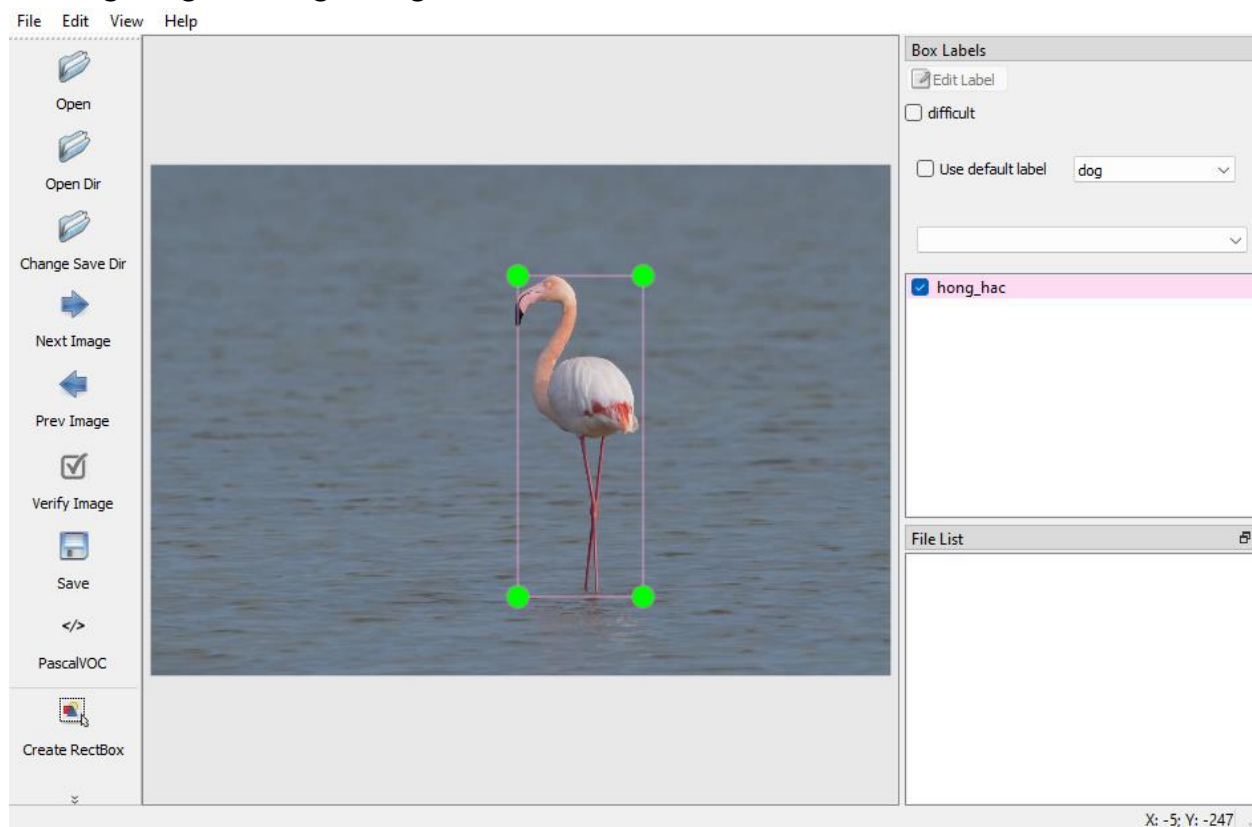 File Edit View Help
Open
Open Dir
Change Save Dir
Next Image
Prev Image
Verify Image
Save
</>
PascalVOC
Create RectBox
Box Labels
Edit Label
difficult
Use default label dog
hong_hac
File List
X: -5; Y: -247